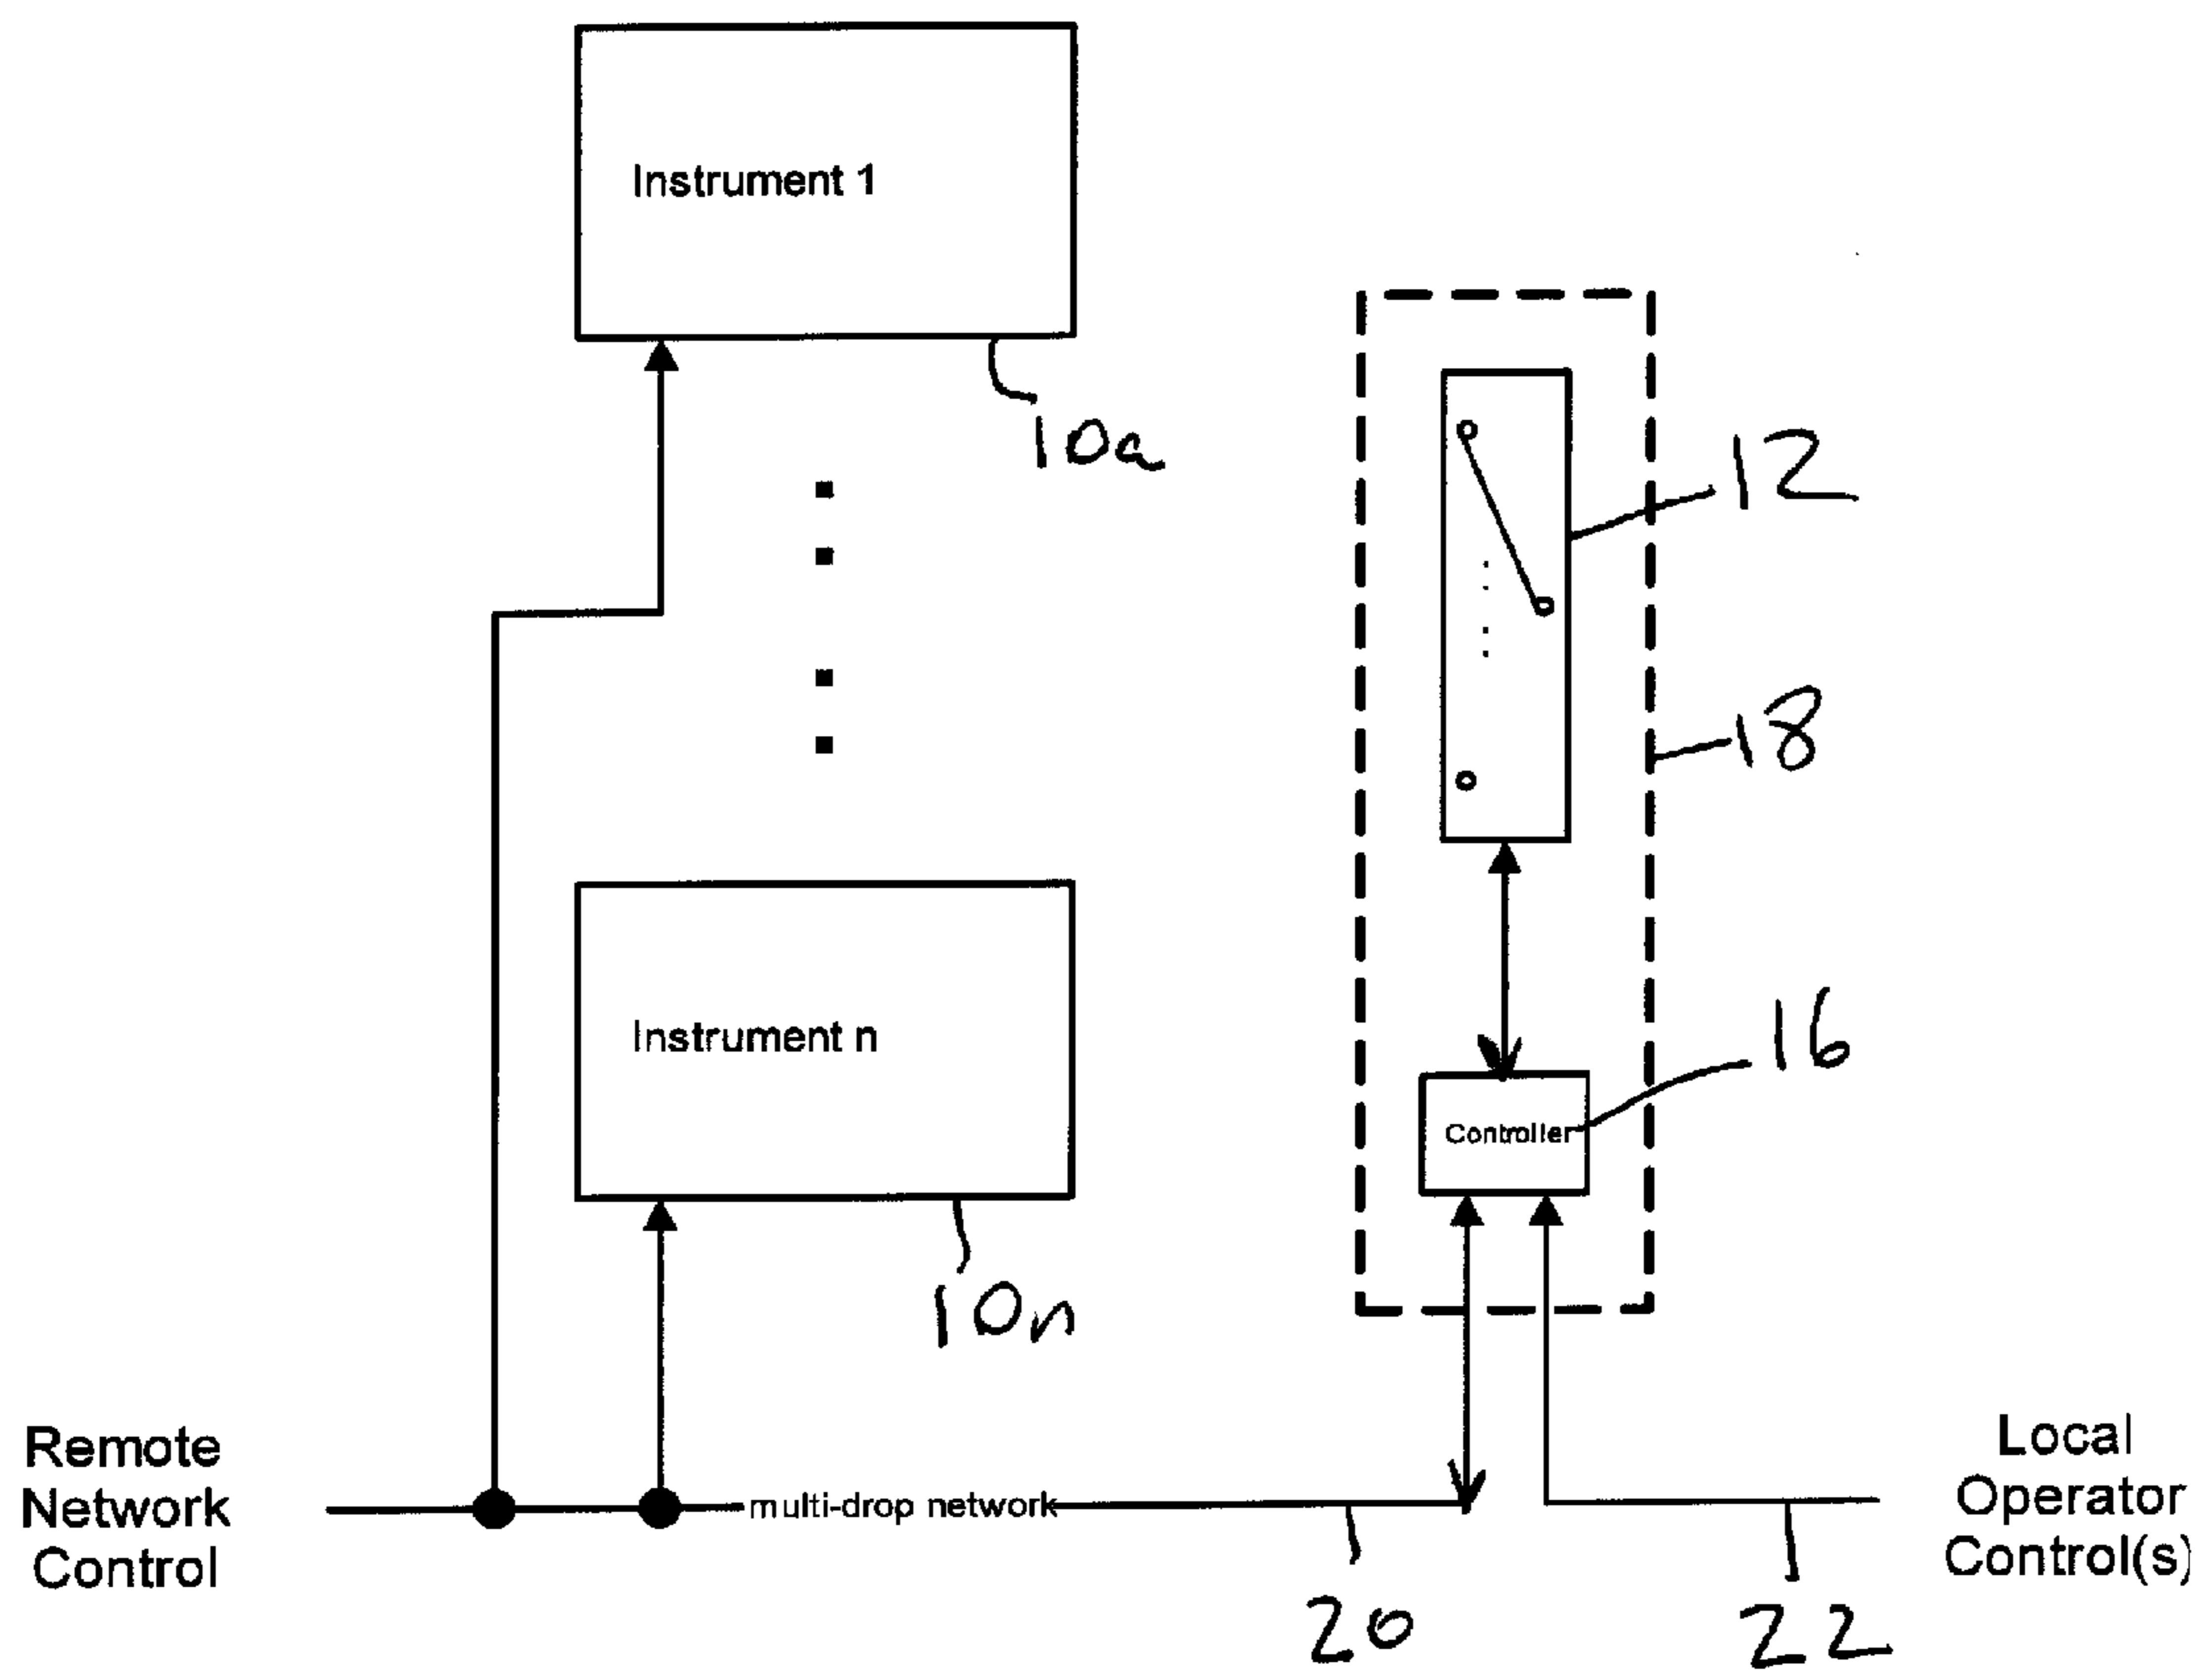 Instrument 1
10a
12
18
Instrument n
16
Controller
10n
Remote
Network
Control
multi-drop network
Local
Operator
Control(s)
20
22